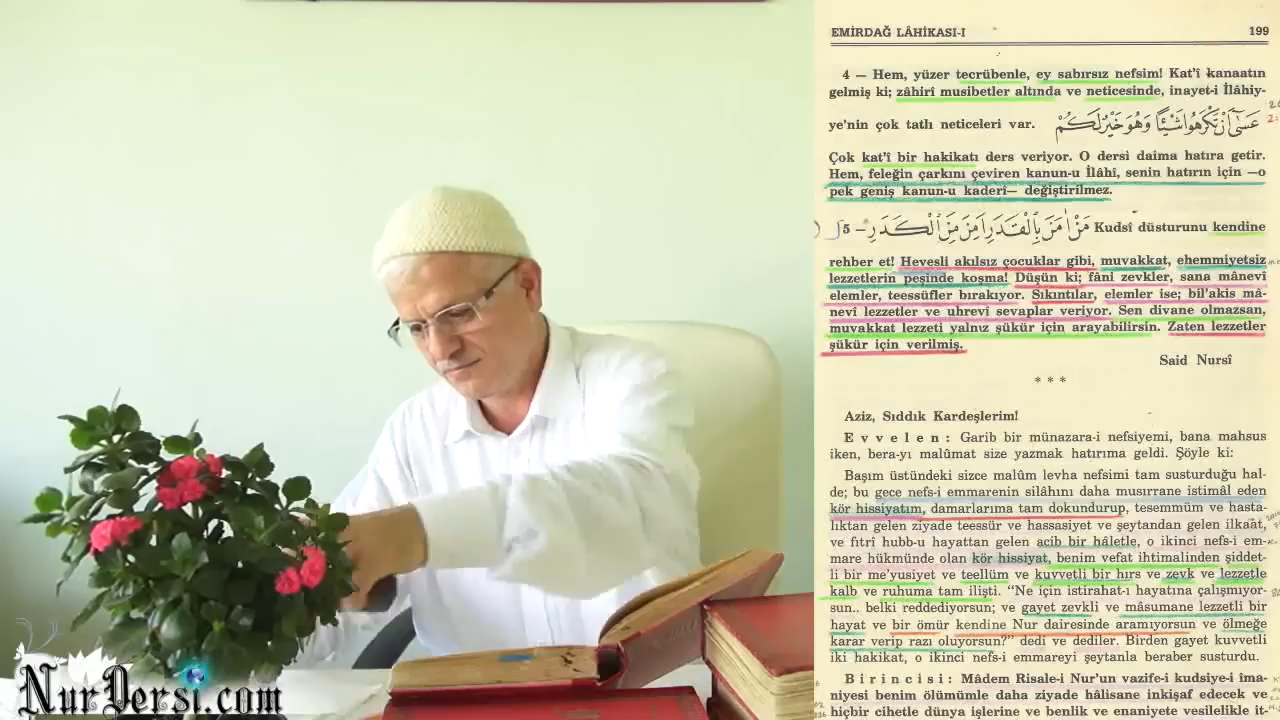 EMİRDAĞ LÂHİKASI-I 199
4 — Hem, yüzer tecrübenle, ey sabırsız nefsim! Kat'î kanaatın
gelmiş ki; zâhirî musibetler altında ve neticesinde, inayet-i İlâhiy-
ye'nin çok tatlı neticeleri var. عَسٰٓى اَنْ تَكْرَهُوا شَيْئًا وَهُوَ خَيْرٌ لَكُمْ
Çok kat'î bir hakikatı ders veriyor. O dersi daima hatıra getir.
Hem, feleğin çarkını çeviren kanun-u İlâhî, senin hatırın için —o
pek geniş kanun-u kaderî— değiştirilmez.
5 — مَنْ اٰمَنَ بِالْقَدَرِ اَمِنَ مِنَ الْكَدَرِ Kudsî düsturunu kendine
rehber et! Hevesli akılsız çocuklar gibi, muvakkat, ehemmiyetsiz
lezzetlerin peşinde koşma! Düşün ki; fâni zevkler, sana mânevî
elemler, teessüfler bırakıyor. Sıkıntılar, elemler ise; bil'akis mâ-
nevî lezzetler ve uhrevî sevaplar veriyor. Sen divane olmazsan,
muvakkat lezzeti yalnız şükür için arayabilirsin. Zaten lezzetler
şükür için verilmiş.
Said Nursî
* * *
Aziz, Sıddık Kardeşlerim!
Evvelen: Garib bir münazara-i nefsiyemi, bana mahsus
iken, bera-yı malûmat size yazmak hatırıma geldi. Şöyle ki:
Başım üstündeki sizce malûm levha nefsimi tam susturduğu hal-
de; bu gece nefs-i emmarenin silâhını daha musırrane istimâl eden
kör hissiyatım, damarlarıma tam dokundurup, tesemmüm ve hasta-
lıktan gelen ziyade teessür ve hassasiyet ve şeytandan gelen ilkaat,
ve fıtrî hubb-u hayattan gelen acib bir hâletle, o ikinci nefs-i em-
mare hükmünde olan kör hissiyat, benim vefat ihtimalinden şiddet-
li bir me'yusiyet ve teellüm ve kuvvetli bir hırs ve zevk ve lezzetle
kalb ve ruhuma tam ilişti. "Ne için istirahat-ı hayatına çalışmıyor-
sun.. belki reddediyorsun; ve gayet zevkli ve mâsumane lezzetli bir
hayat ve bir ömür kendine Nur dairesinde aramıyorsun ve ölmeğe
karar verip razı oluyorsun?" dedi ve dediler. Birden gayet kuvvetli
iki hakikat, o ikinci nefs-i emmareyi şeytanla beraber susturdu.
Birincisi: Mâdem Risale-i Nur'un vazife-i kudsiye-i îma-
niyesi benim ölümümle daha ziyade hâlisane inkişaf edecek ve
hiçbir cihetle dünya işlerine ve benlik ve enaniyete vesilelikle it-
NurDersi.com